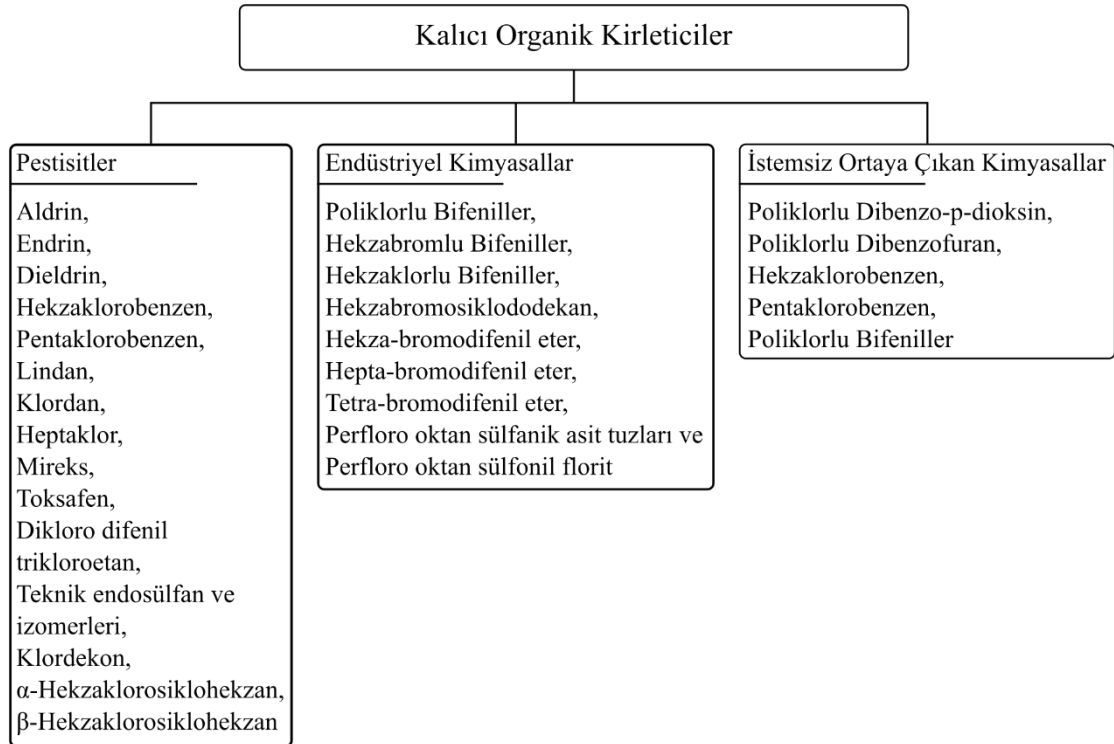 Kalıcı Organik Kirleticiler
Pestisitler
Aldrin,
Endrin,
Dieldrin,
Hekzaklorobenzen,
Pentaklorobenzen,
Lindan,
Klordan,
Heptaklor,
Mireks,
Toksafen,
Dikloro difenil
trikloroetan,
Teknik endosülfan ve
izomerleri,
Klordekon,
α-Hekzaklorosiklohekzan,
β-Hekzaklorosiklohekzan
Endüstriyel Kimyasallar
Poliklorlu Bifeniller,
Hekzabromlu Bifeniller,
Hekzaklorlu Bifeniller,
Hekzabromosiklododekan,
Hekza-bromodifenil eter,
Hepta-bromodifenil eter,
Tetra-bromodifenil eter,
Perfloro oktan sülfanik asit tuzları ve
Perfloro oktan sülfonil florit
İstemsiz Ortaya Çıkan Kimyasallar
Poliklorlu Dibenzo-p-dioksin,
Poliklorlu Dibenzofuran,
Hekzaklorobenzen,
Pentaklorobenzen,
Poliklorlu Bifeniller